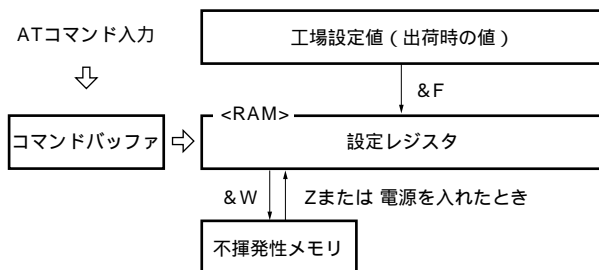 ATコマンド入力
工場設定値（出荷時の値）
&F
<RAM>
コマンドバッファ
設定レジスタ
&W
Zまたは 電源を入れたとき
不揮発性メモリ